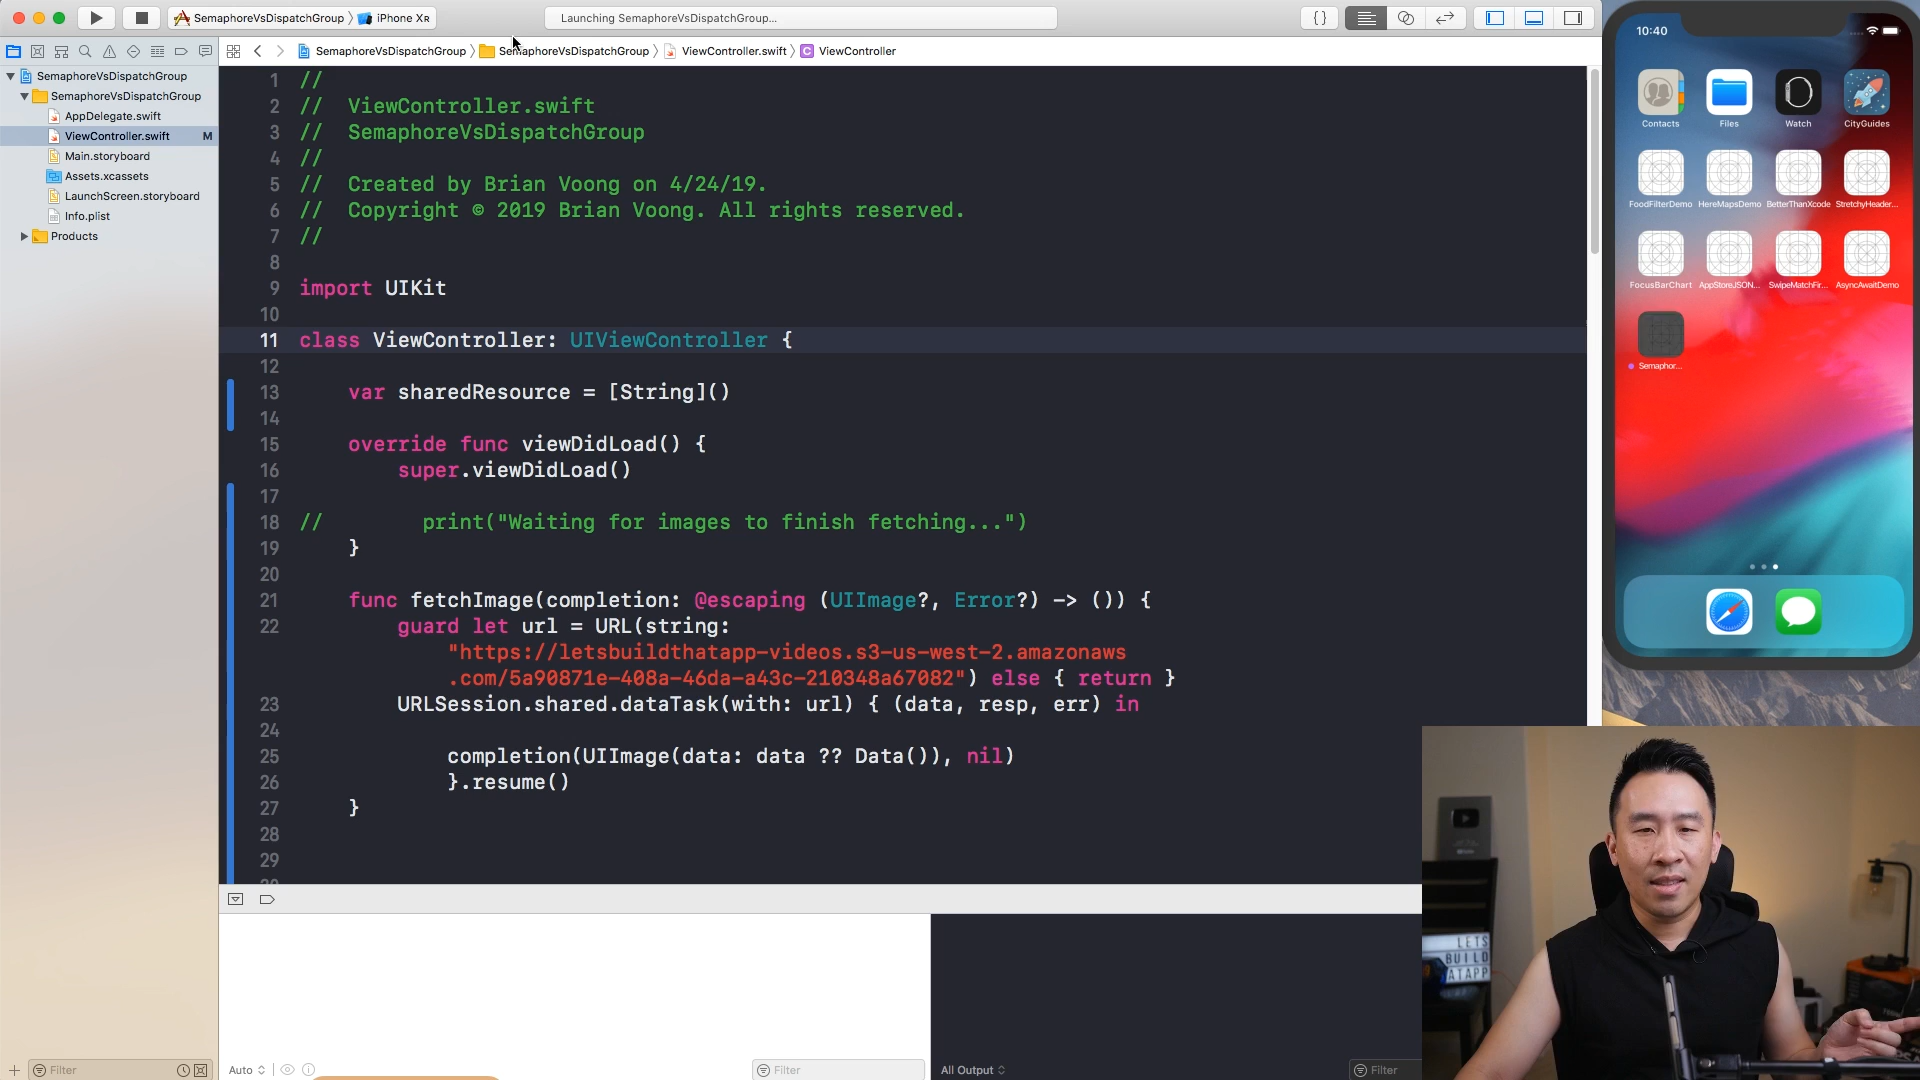 SemaphoreVsDispatchGroup 〉 iPhone XR
Launching SemaphoreVsDispatchGroup...
{}
SemaphoreVsDispatchGroup 〉 SemaphoreVsDispatchGroup 〉 ViewController.swift 〉 C ViewController
SemaphoreVsDispatchGroup
SemaphoreVsDispatchGroup
AppDelegate.swift
ViewController.swift M
Main.storyboard
Assets.xcassets
LaunchScreen.storyboard
Info.plist
Products
1 //
2 //  ViewController.swift
3 //  SemaphoreVsDispatchGroup
4 //
5 //  Created by Brian Voong on 4/24/19.
6 //  Copyright © 2019 Brian Voong. All rights reserved.
7 //
8
9 import UIKit
10
11 class ViewController: UIViewController {
12
13     var sharedResource = [String]()
14
15     override func viewDidLoad() {
16         super.viewDidLoad()
17
18 //        print("Waiting for images to finish fetching...")
19     }
20
21     func fetchImage(completion: @escaping (UIImage?, Error?) -> ()) {
22         guard let url = URL(string:
"https://letsbuildthatapp-videos.s3-us-west-2.amazonaws
.com/5a90871e-408a-46da-a43c-210348a67082") else { return }
23         URLSession.shared.dataTask(with: url) { (data, resp, err) in
24
25             completion(UIImage(data: data ?? Data()), nil)
26             }.resume()
27     }
28
29
Filter
Auto
Filter
All Output
Filter
10:40
Contacts Files Watch CityGuides
FoodFilterDemo HereMapsDemo BetterThanXcode StretchyHeader...
FocusBarChart AppStoreJSON... SwipeMatchFir... AsyncAwaitDemo
Semaphor...
LETS
BUILD
ATAPP